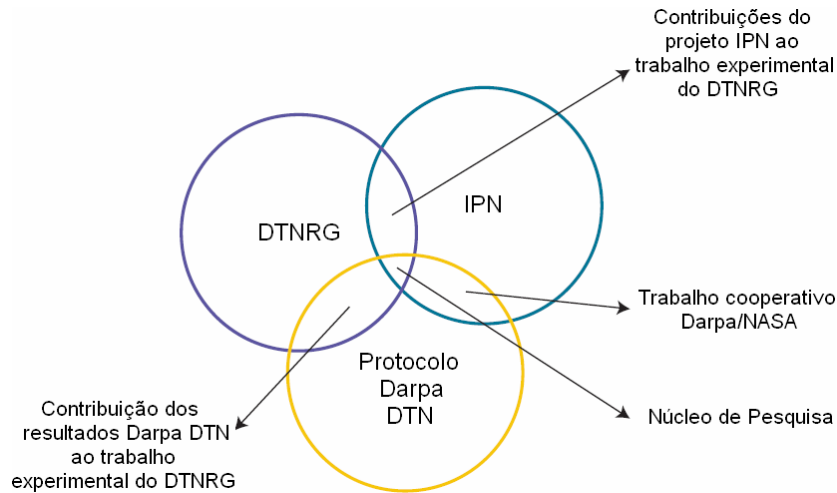 Contribuições do
projeto IPN ao
trabalho experimental
do DTNRG
IPN
DTNRG
Trabalho cooperativo
Darpa/NASA
Protocolo
Darpa
DTN
Núcleo de Pesquisa
Contribuição dos
resultados Darpa DTN
ao trabalho
experimental do DTNRG